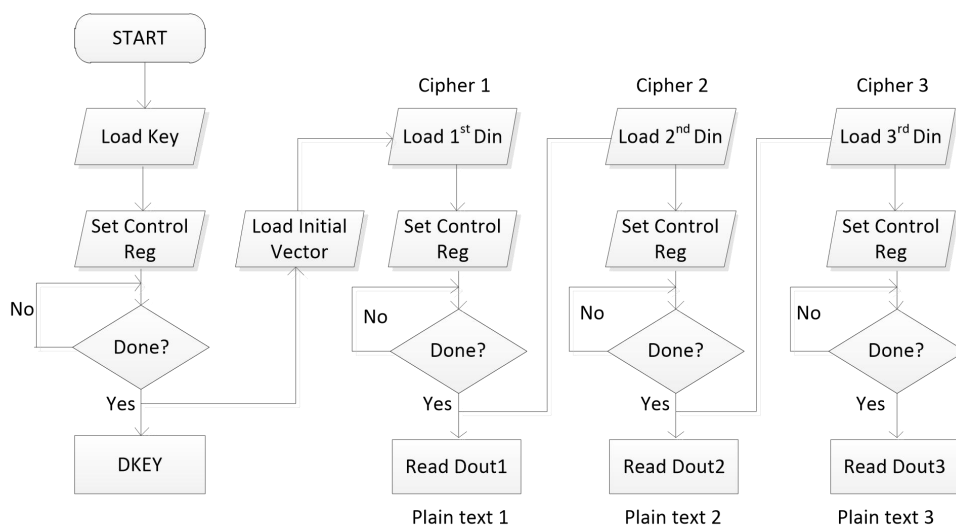 START
Load Key
Set Control
Reg
No
Done?
Yes
DKEY
Load Initial
Vector
Cipher 1
Load 1st Din
Set Control
Reg
No
Done?
Yes
Read Dout1
Plain text 1
Cipher 2
Load 2nd Din
Set Control
Reg
No
Done?
Yes
Read Dout2
Plain text 2
Cipher 3
Load 3rd Din
Set Control
Reg
No
Done?
Yes
Read Dout3
Plain text 3